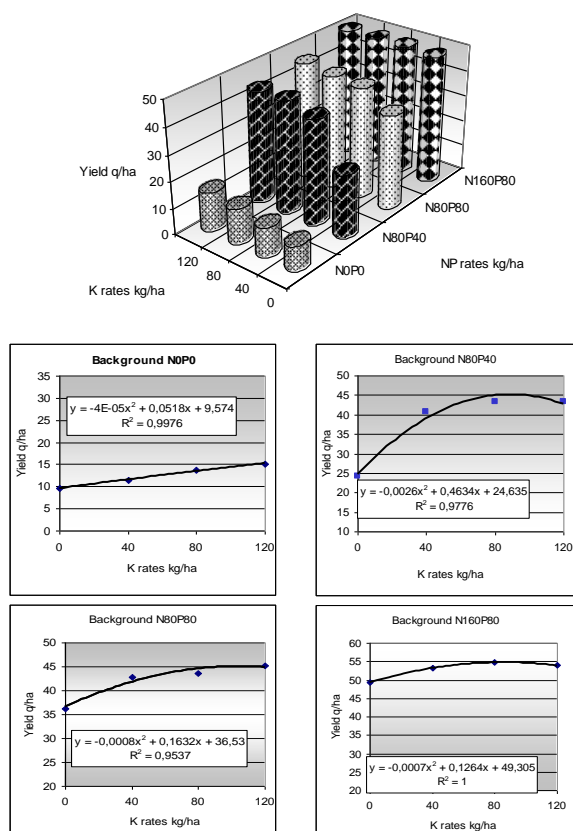 50
40
30
20
10
0
Yield q/ha
120
80
40
0
K rates kg/ha
N0P0
N80P40
N80P80
N160P80
NP rates kg/ha
Background N0P0
35
30
25
20
15
10
5
0
Yield q/ha
y = -4E-05x² + 0,0518x + 9,574
R² = 0,9976
0 40 80 120
K rates kg/ha
Background N80P40
50
45
40
35
30
25
20
15
10
Yield q/ha
y = -0,0026x² + 0,4634x + 24,635
R² = 0,9776
0 40 80 120
K rates kg/ha
Background N80P80
50
45
40
35
30
25
20
Yield q/ha
y = -0,0008x² + 0,1632x + 36,53
R² = 0,9537
0 40 80 120
K rates kg/ha
Background N160P80
60
55
50
45
40
35
30
25
20
Yield q/ha
y = -0,0007x² + 0,1264x + 49,305
R² = 1
0 40 80 120
K rates kg/ha